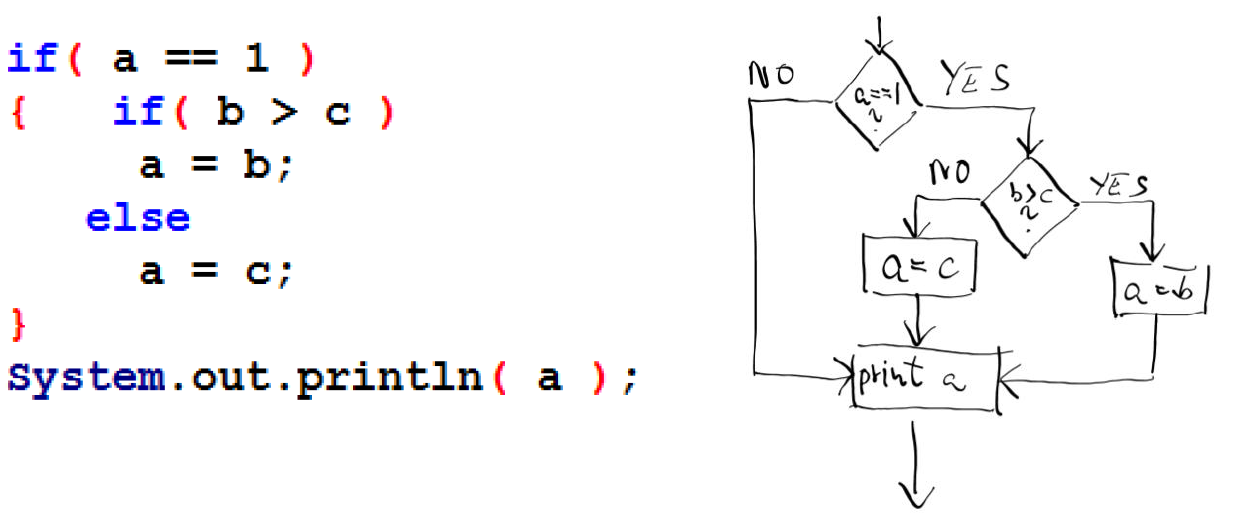 if( a == 1 )
{ if( b > c )
a = b;
else
a = c;
}
System.out.println( a );
NO
a==1
?
YES
NO
b>c
?
YES
a = c
a = b
print a